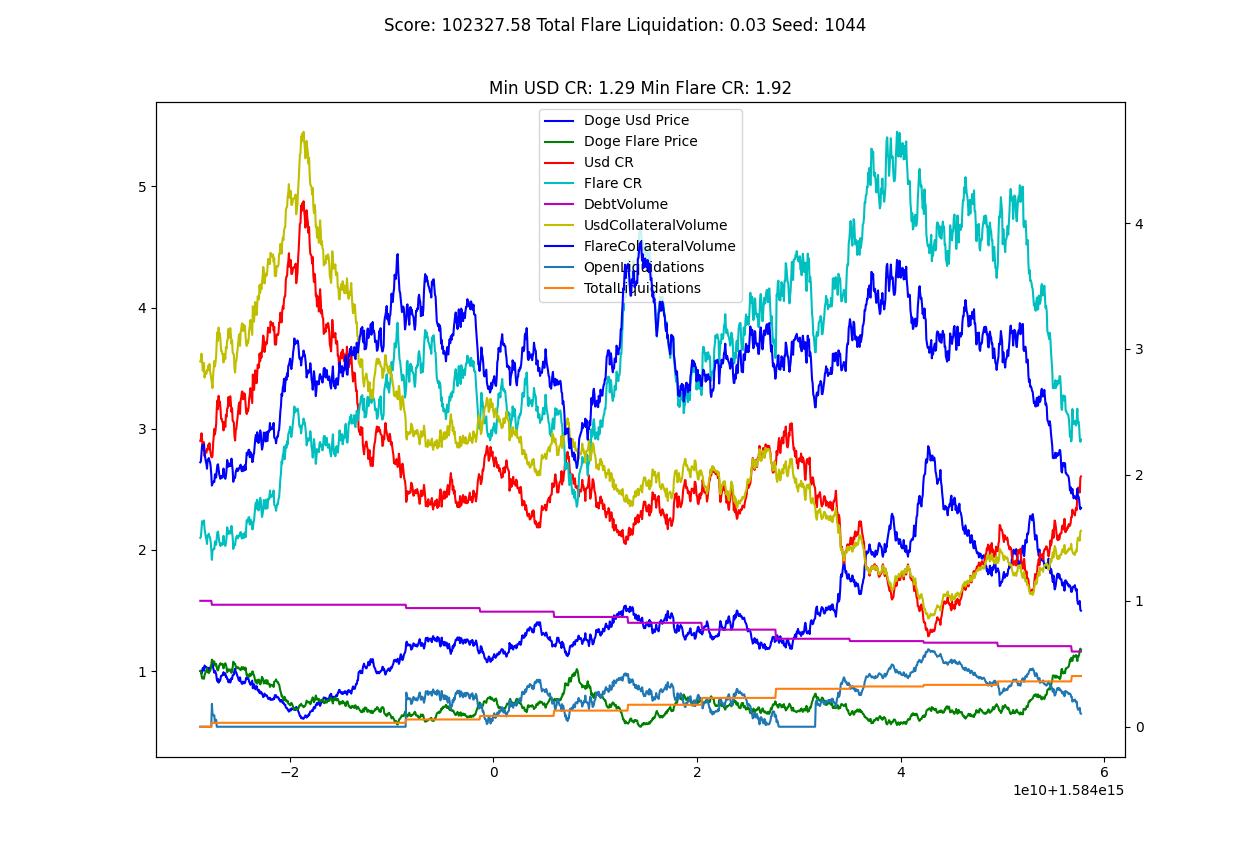 Score: 102327.58 Total Flare Liquidation: 0.03 Seed: 1044
Min USD CR: 1.29 Min Flare CR: 1.92
Doge Usd Price
Doge Flare Price
Usd CR
Flare CR
DebtVolume
UsdCollateralVolume
FlareCollateralVolume
OpenLiquidations
TotalLiquidations
5
4
3
2
1
4
3
2
1
0
−2
0
2
4
6
1e10+1.584e15